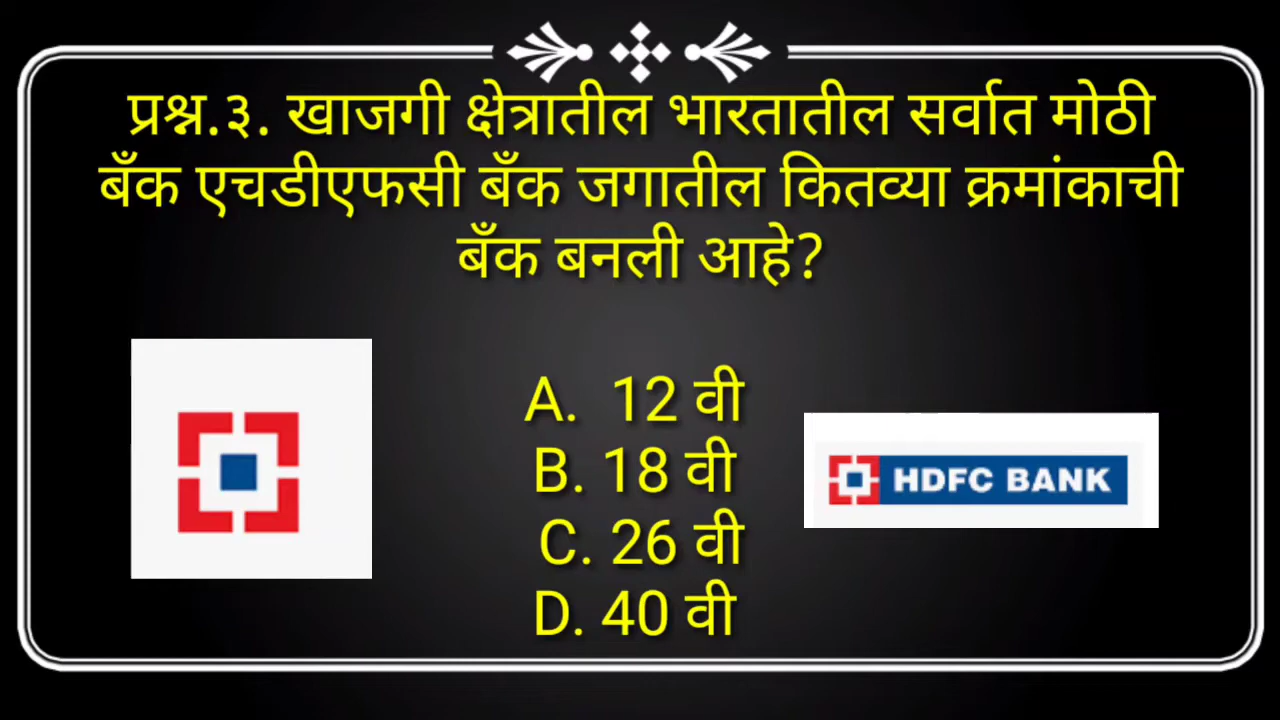 प्रश्न.३. खाजगी क्षेत्रातील भारतातील सर्वात मोठी
बँक एचडीएफसी बँक जगातील कितव्या क्रमांकाची
बँक बनली आहे?
A. 12 वी
B. 18 वी
C. 26 वी
D. 40 वी
HDFC BANK